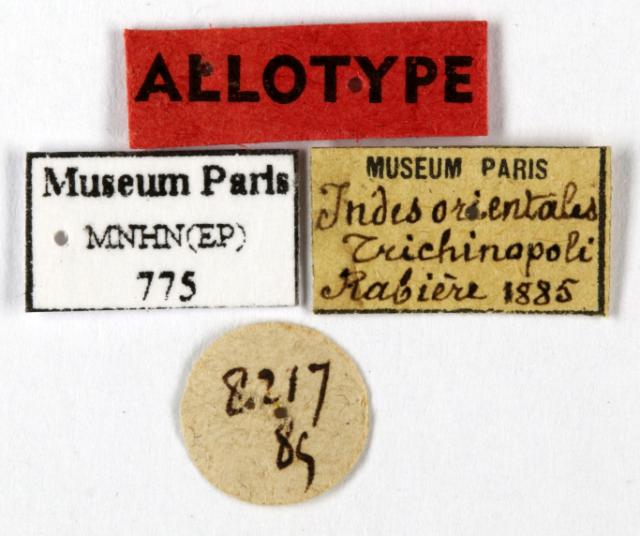 ALLOTYPE
Museum Paris
MNHN(EP)
775
MUSEUM PARIS
Indes orientales
Trichinopoli
Rabière 1885
8217
85